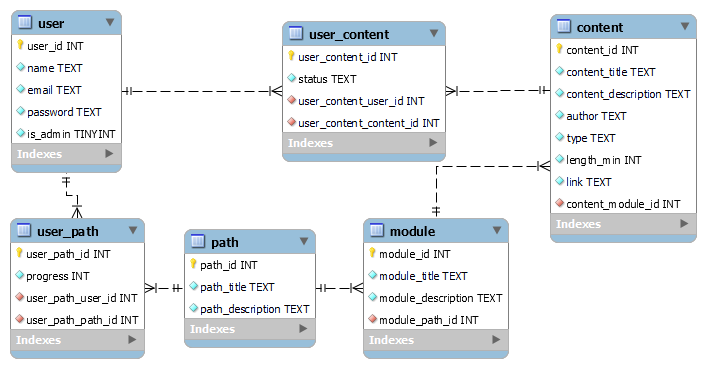 user
user_id INT
name TEXT
email TEXT
password TEXT
is_admin TINYINT
Indexes
user_content
user_content_id INT
status TEXT
user_content_user_id INT
user_content_content_id INT
Indexes
content
content_id INT
content_title TEXT
content_description TEXT
author TEXT
type TEXT
length_min INT
link TEXT
content_module_id INT
Indexes
user_path
user_path_id INT
progress INT
user_path_user_id INT
user_path_path_id INT
Indexes
path
path_id INT
path_title TEXT
path_description TEXT
Indexes
module
module_id INT
module_title TEXT
module_description TEXT
module_path_id INT
Indexes